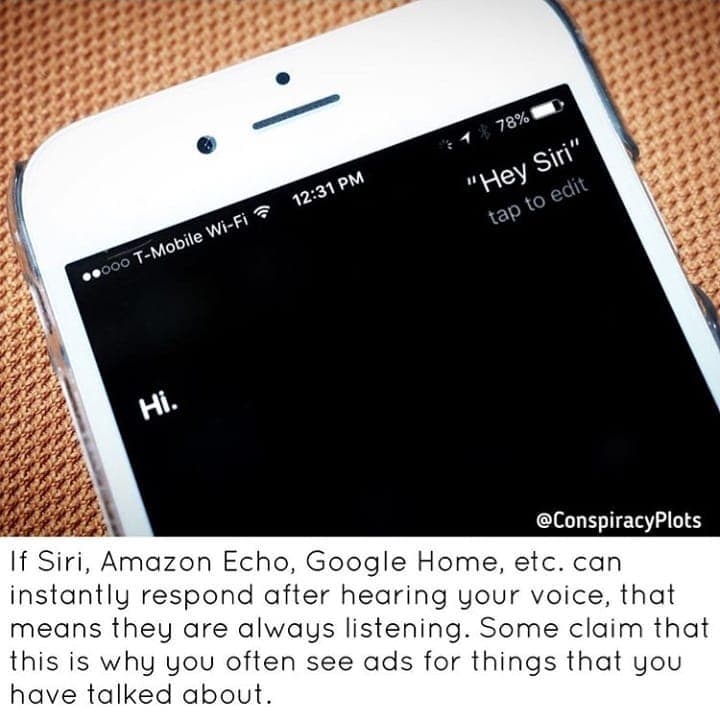 ●●○○○ T-Mobile Wi-Fi 12:31 PM 78%
"Hey Siri"
tap to edit
Hi.
@ConspiracyPlots
If Siri, Amazon Echo, Google Home, etc. can
instantly respond after hearing your voice, that
means they are always listening. Some claim that
this is why you often see ads for things that you
have talked about.